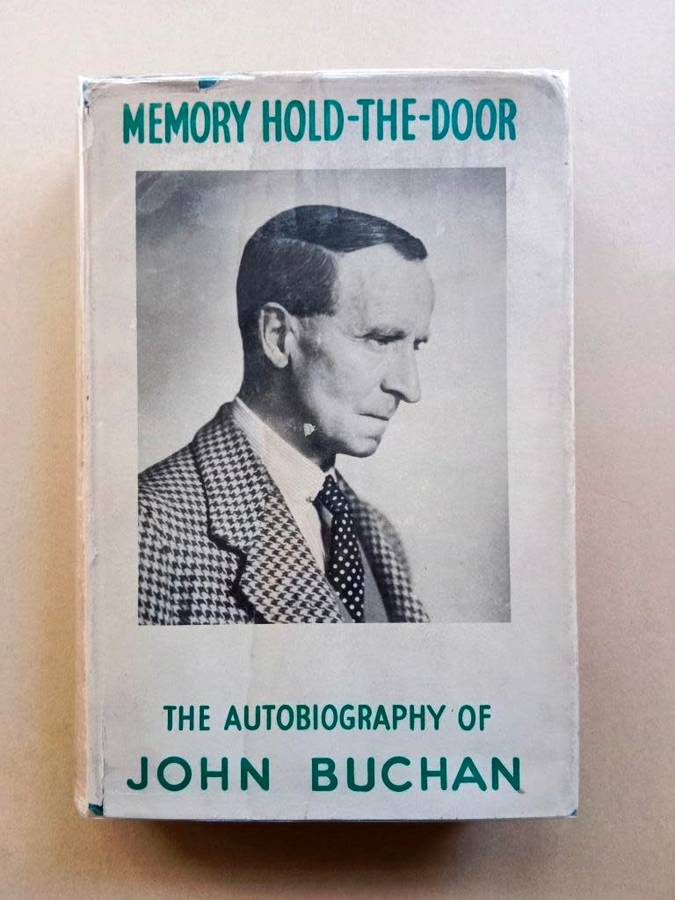 MEMORY HOLD-THE-DOOR
THE AUTOBIOGRAPHY OF
JOHN BUCHAN